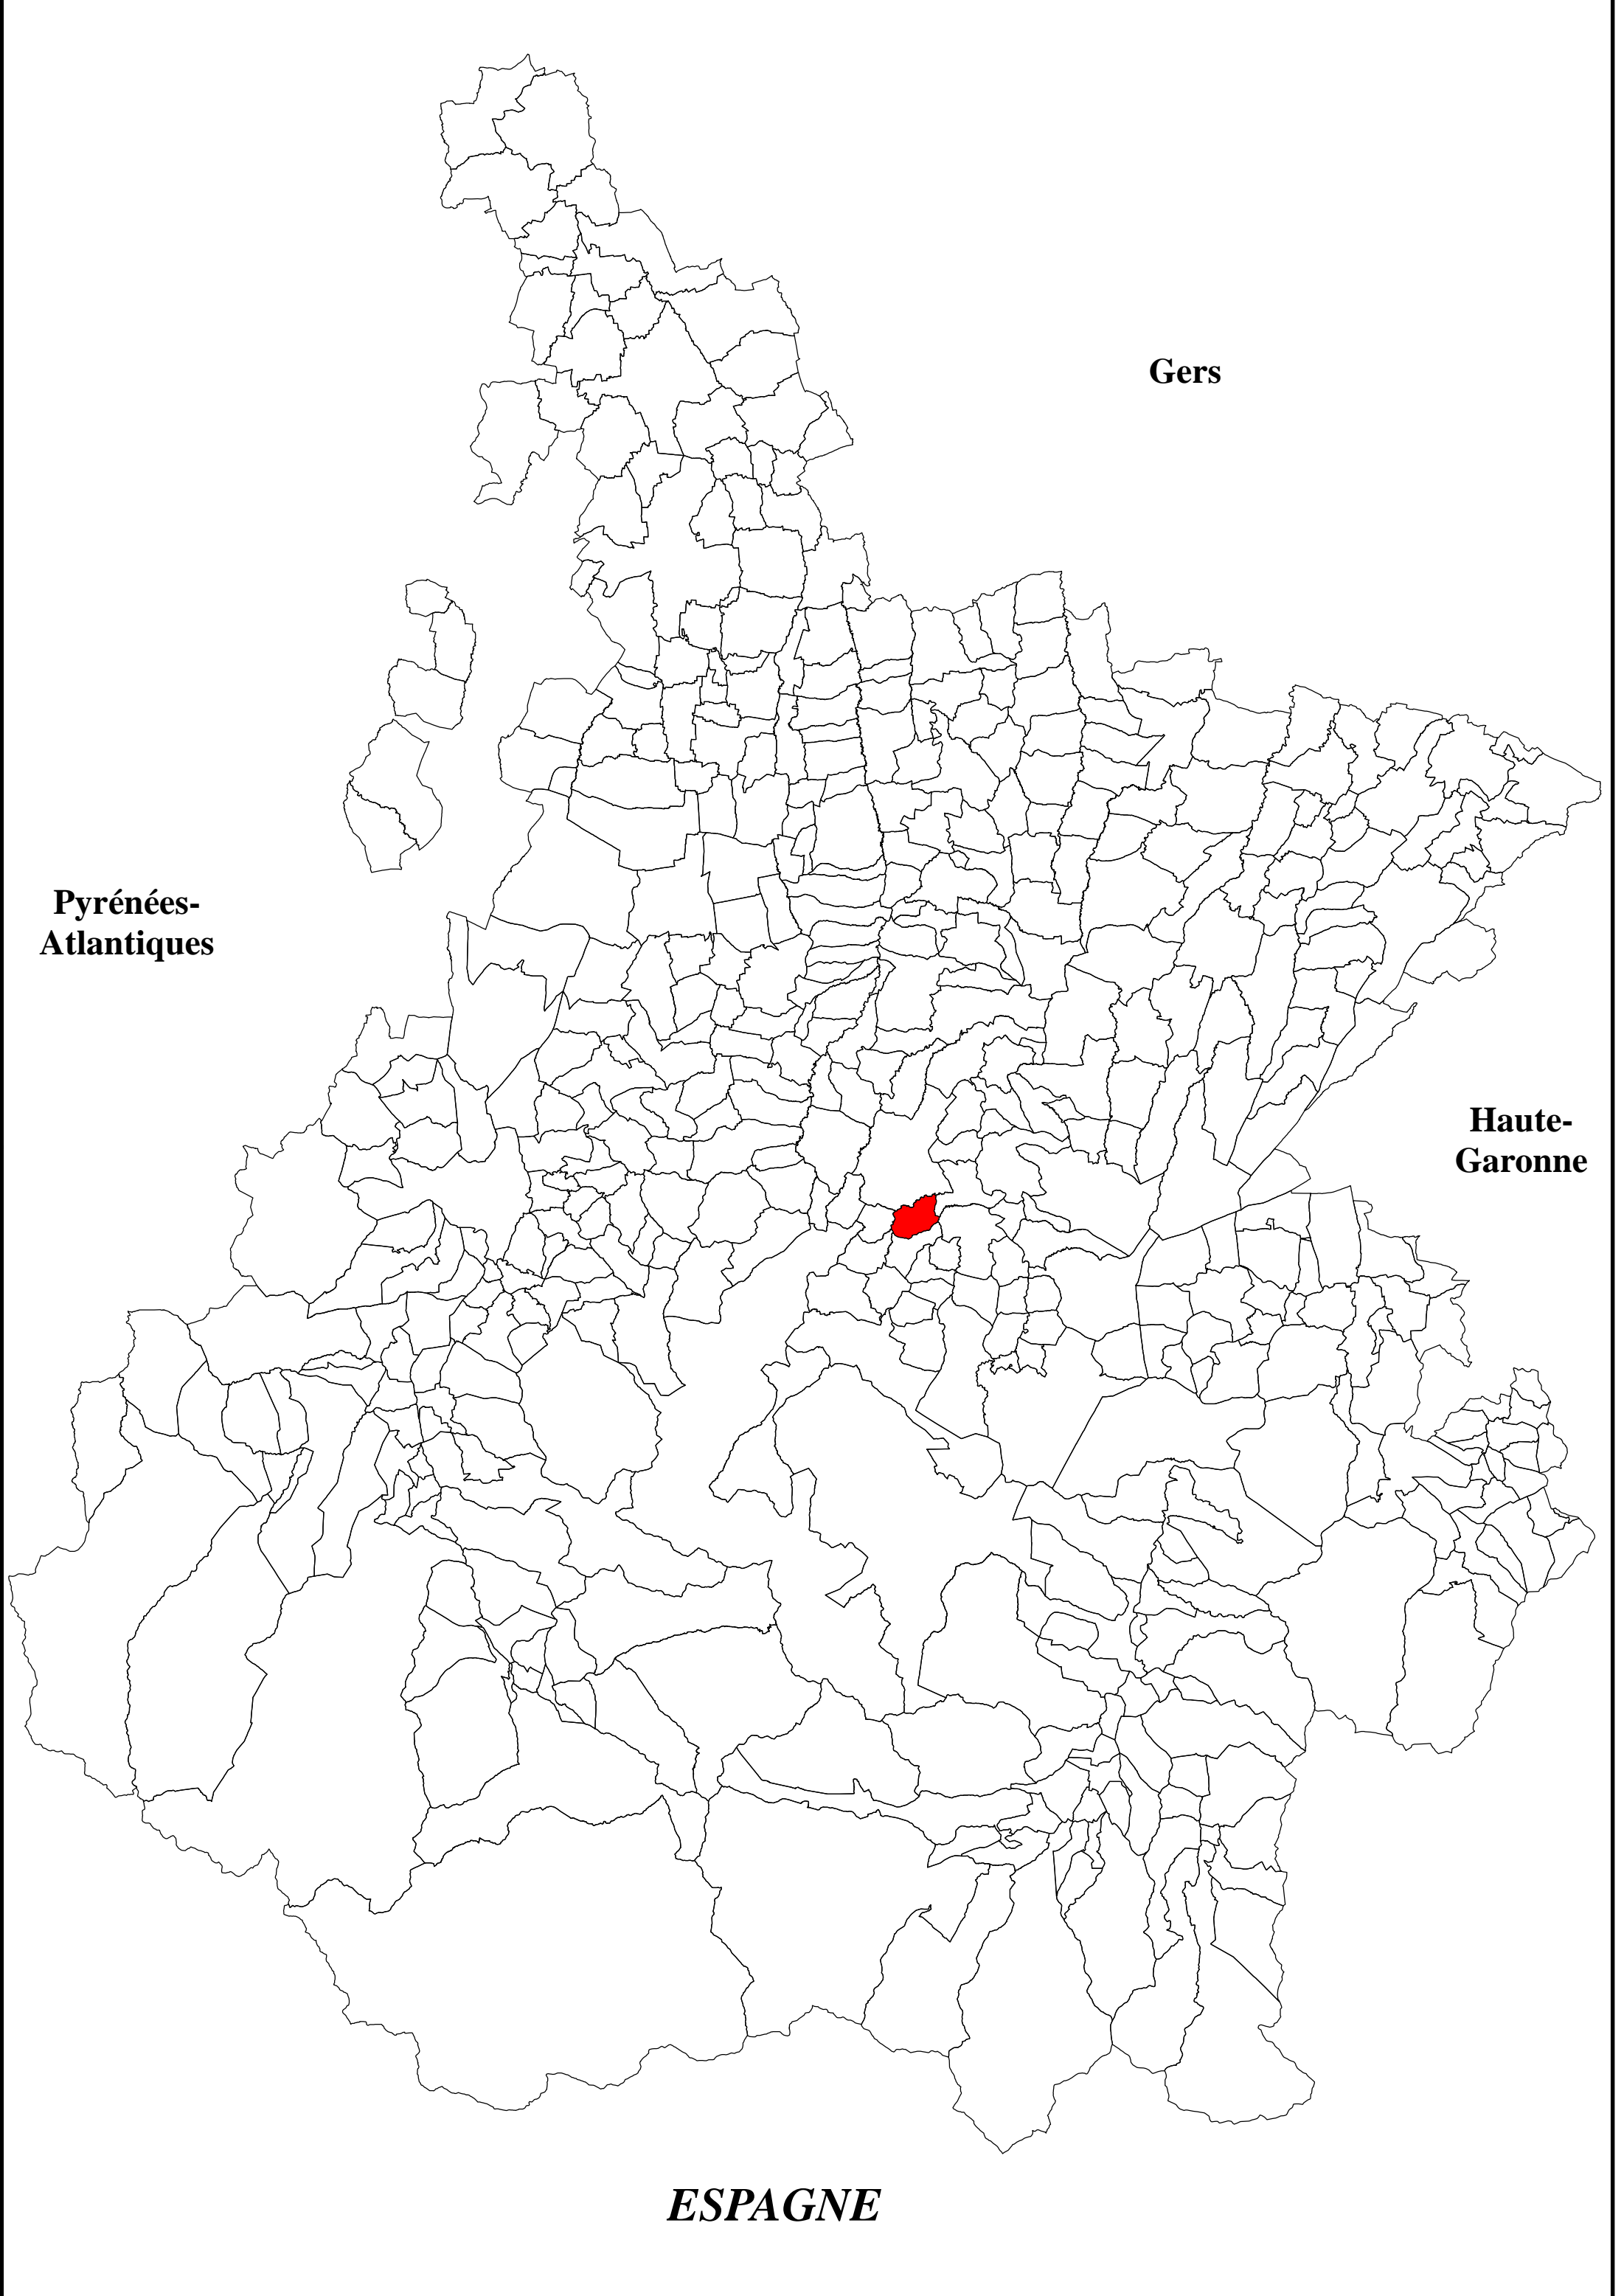 Gers
Pyrénées-
Atlantiques
Haute-
Garonne
ESPAGNE